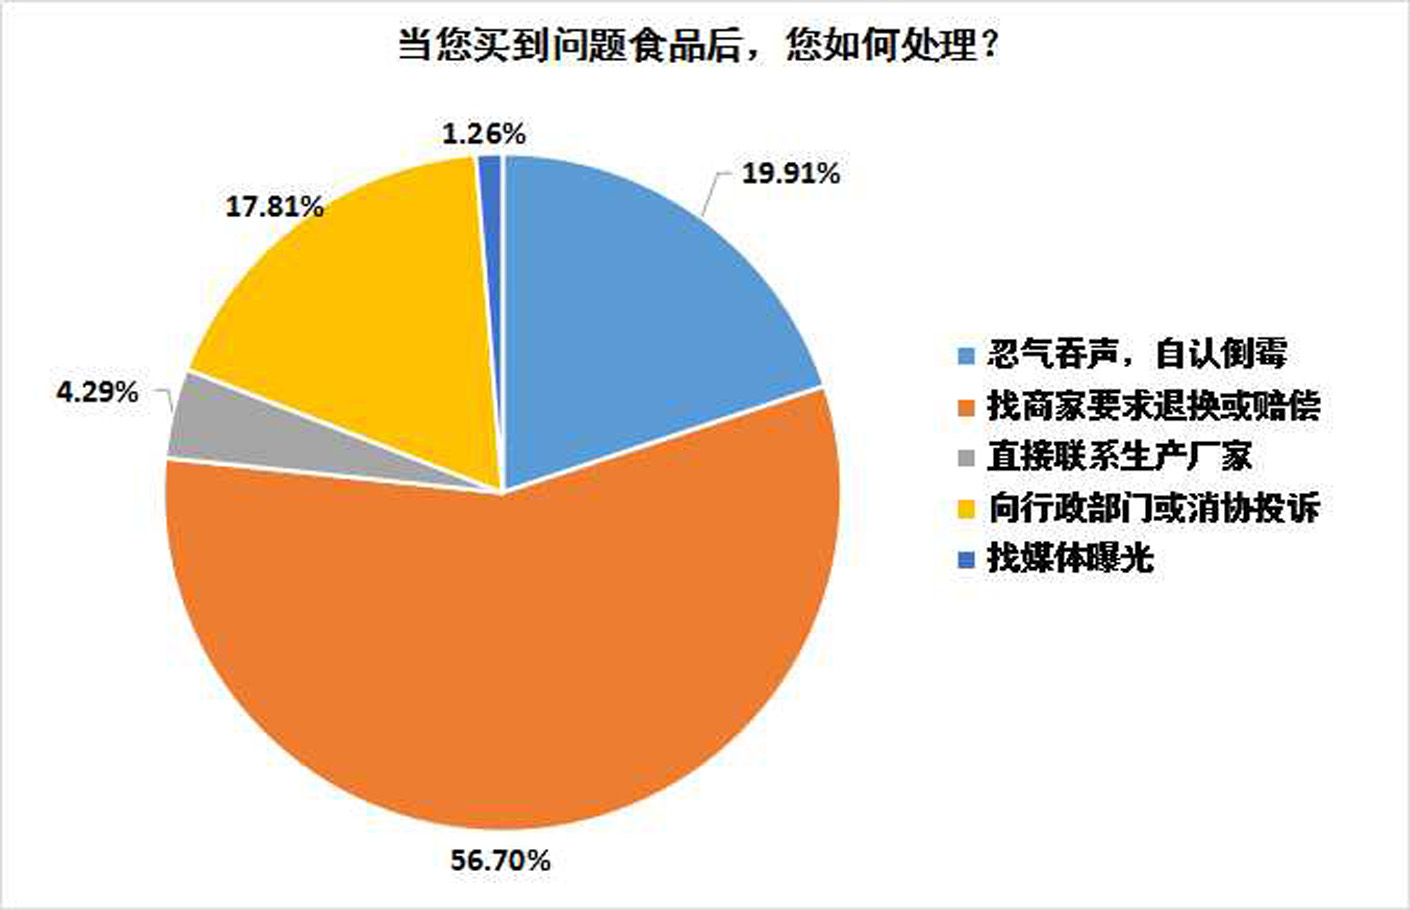 当您买到问题食品后，您如何处理？
1.26%
19.91%
17.81%
4.29%
56.70%
忍气吞声，自认倒霉
找商家要求退换或赔偿
直接联系生产厂家
向行政部门或消协投诉
找媒体曝光